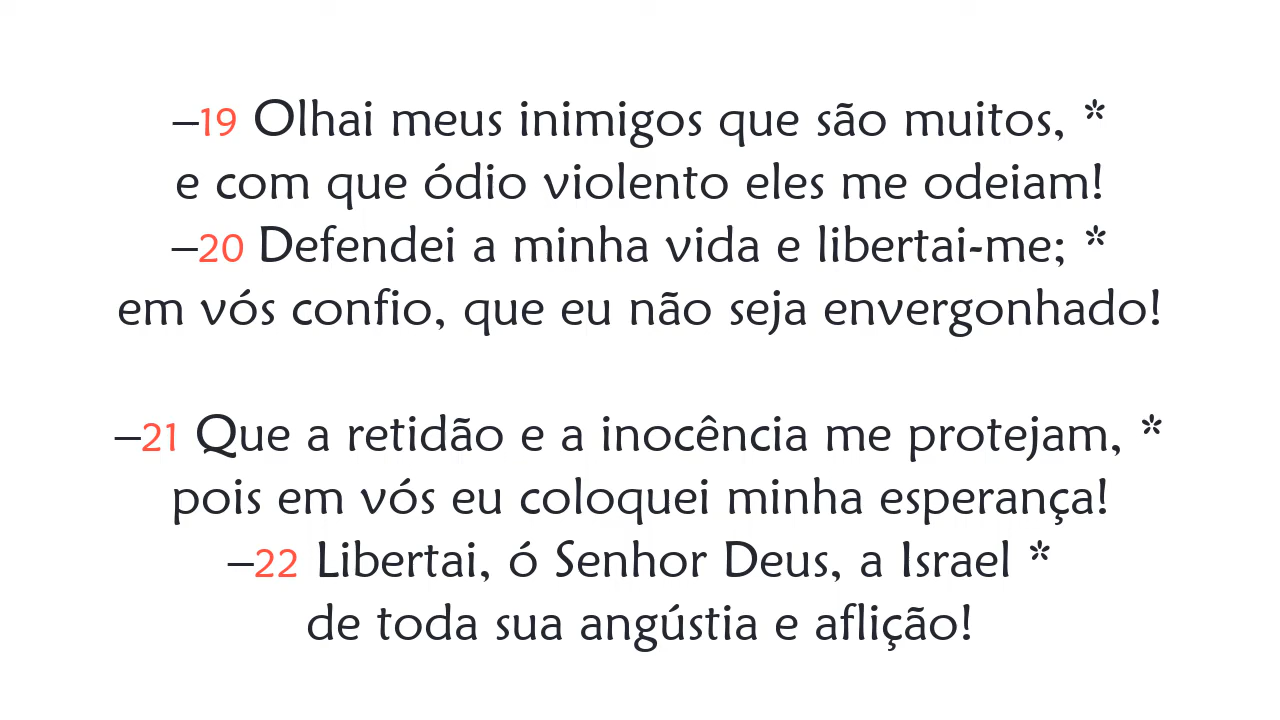 –19 Olhai meus inimigos que são muitos, *
e com que ódio violento eles me odeiam!
–20 Defendei a minha vida e libertai-me; *
em vós confio, que eu não seja envergonhado!
–21 Que a retidão e a inocência me protejam, *
pois em vós eu coloquei minha esperança!
–22 Libertai, ó Senhor Deus, a Israel *
de toda sua angústia e aflição!